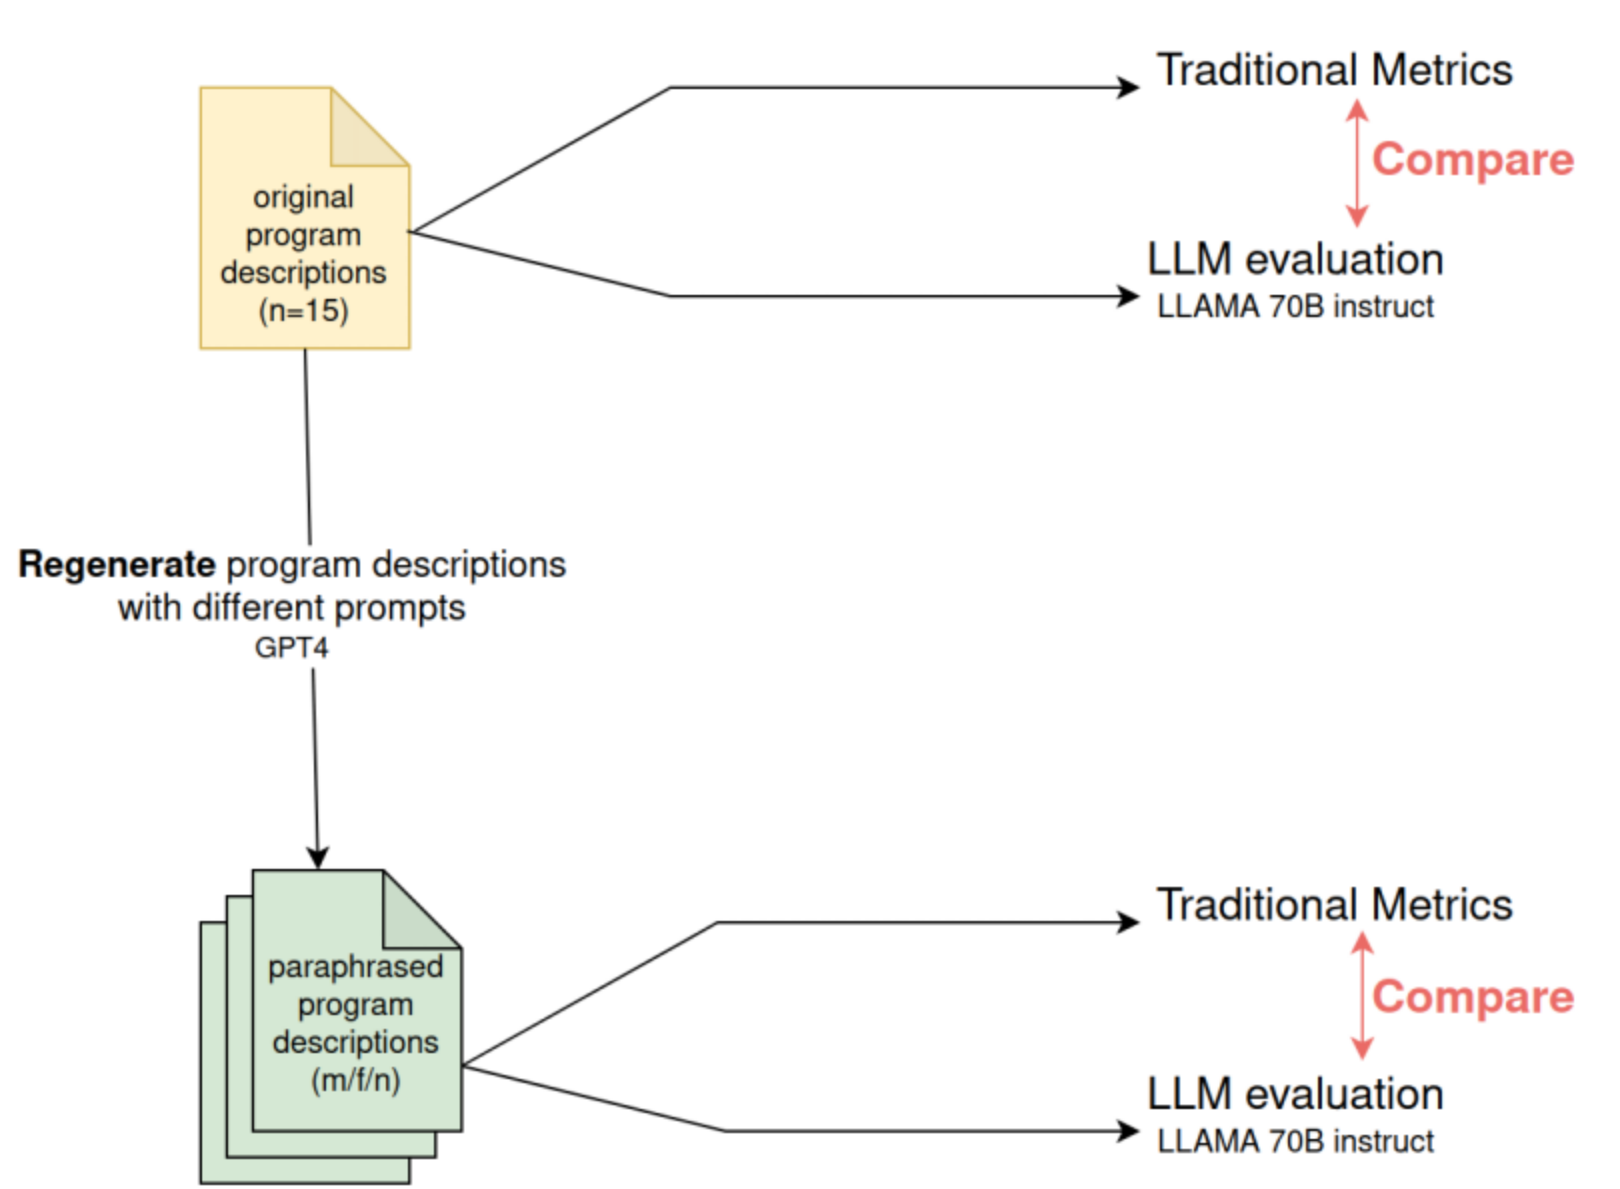 Traditional Metrics
Compare
LLM evaluation
LLAMA 70B instruct
original
program
descriptions
(n=15)
Regenerate program descriptions
with different prompts
GPT4
paraphrased
program
descriptions
(m/f/n)
Traditional Metrics
Compare
LLM evaluation
LLAMA 70B instruct